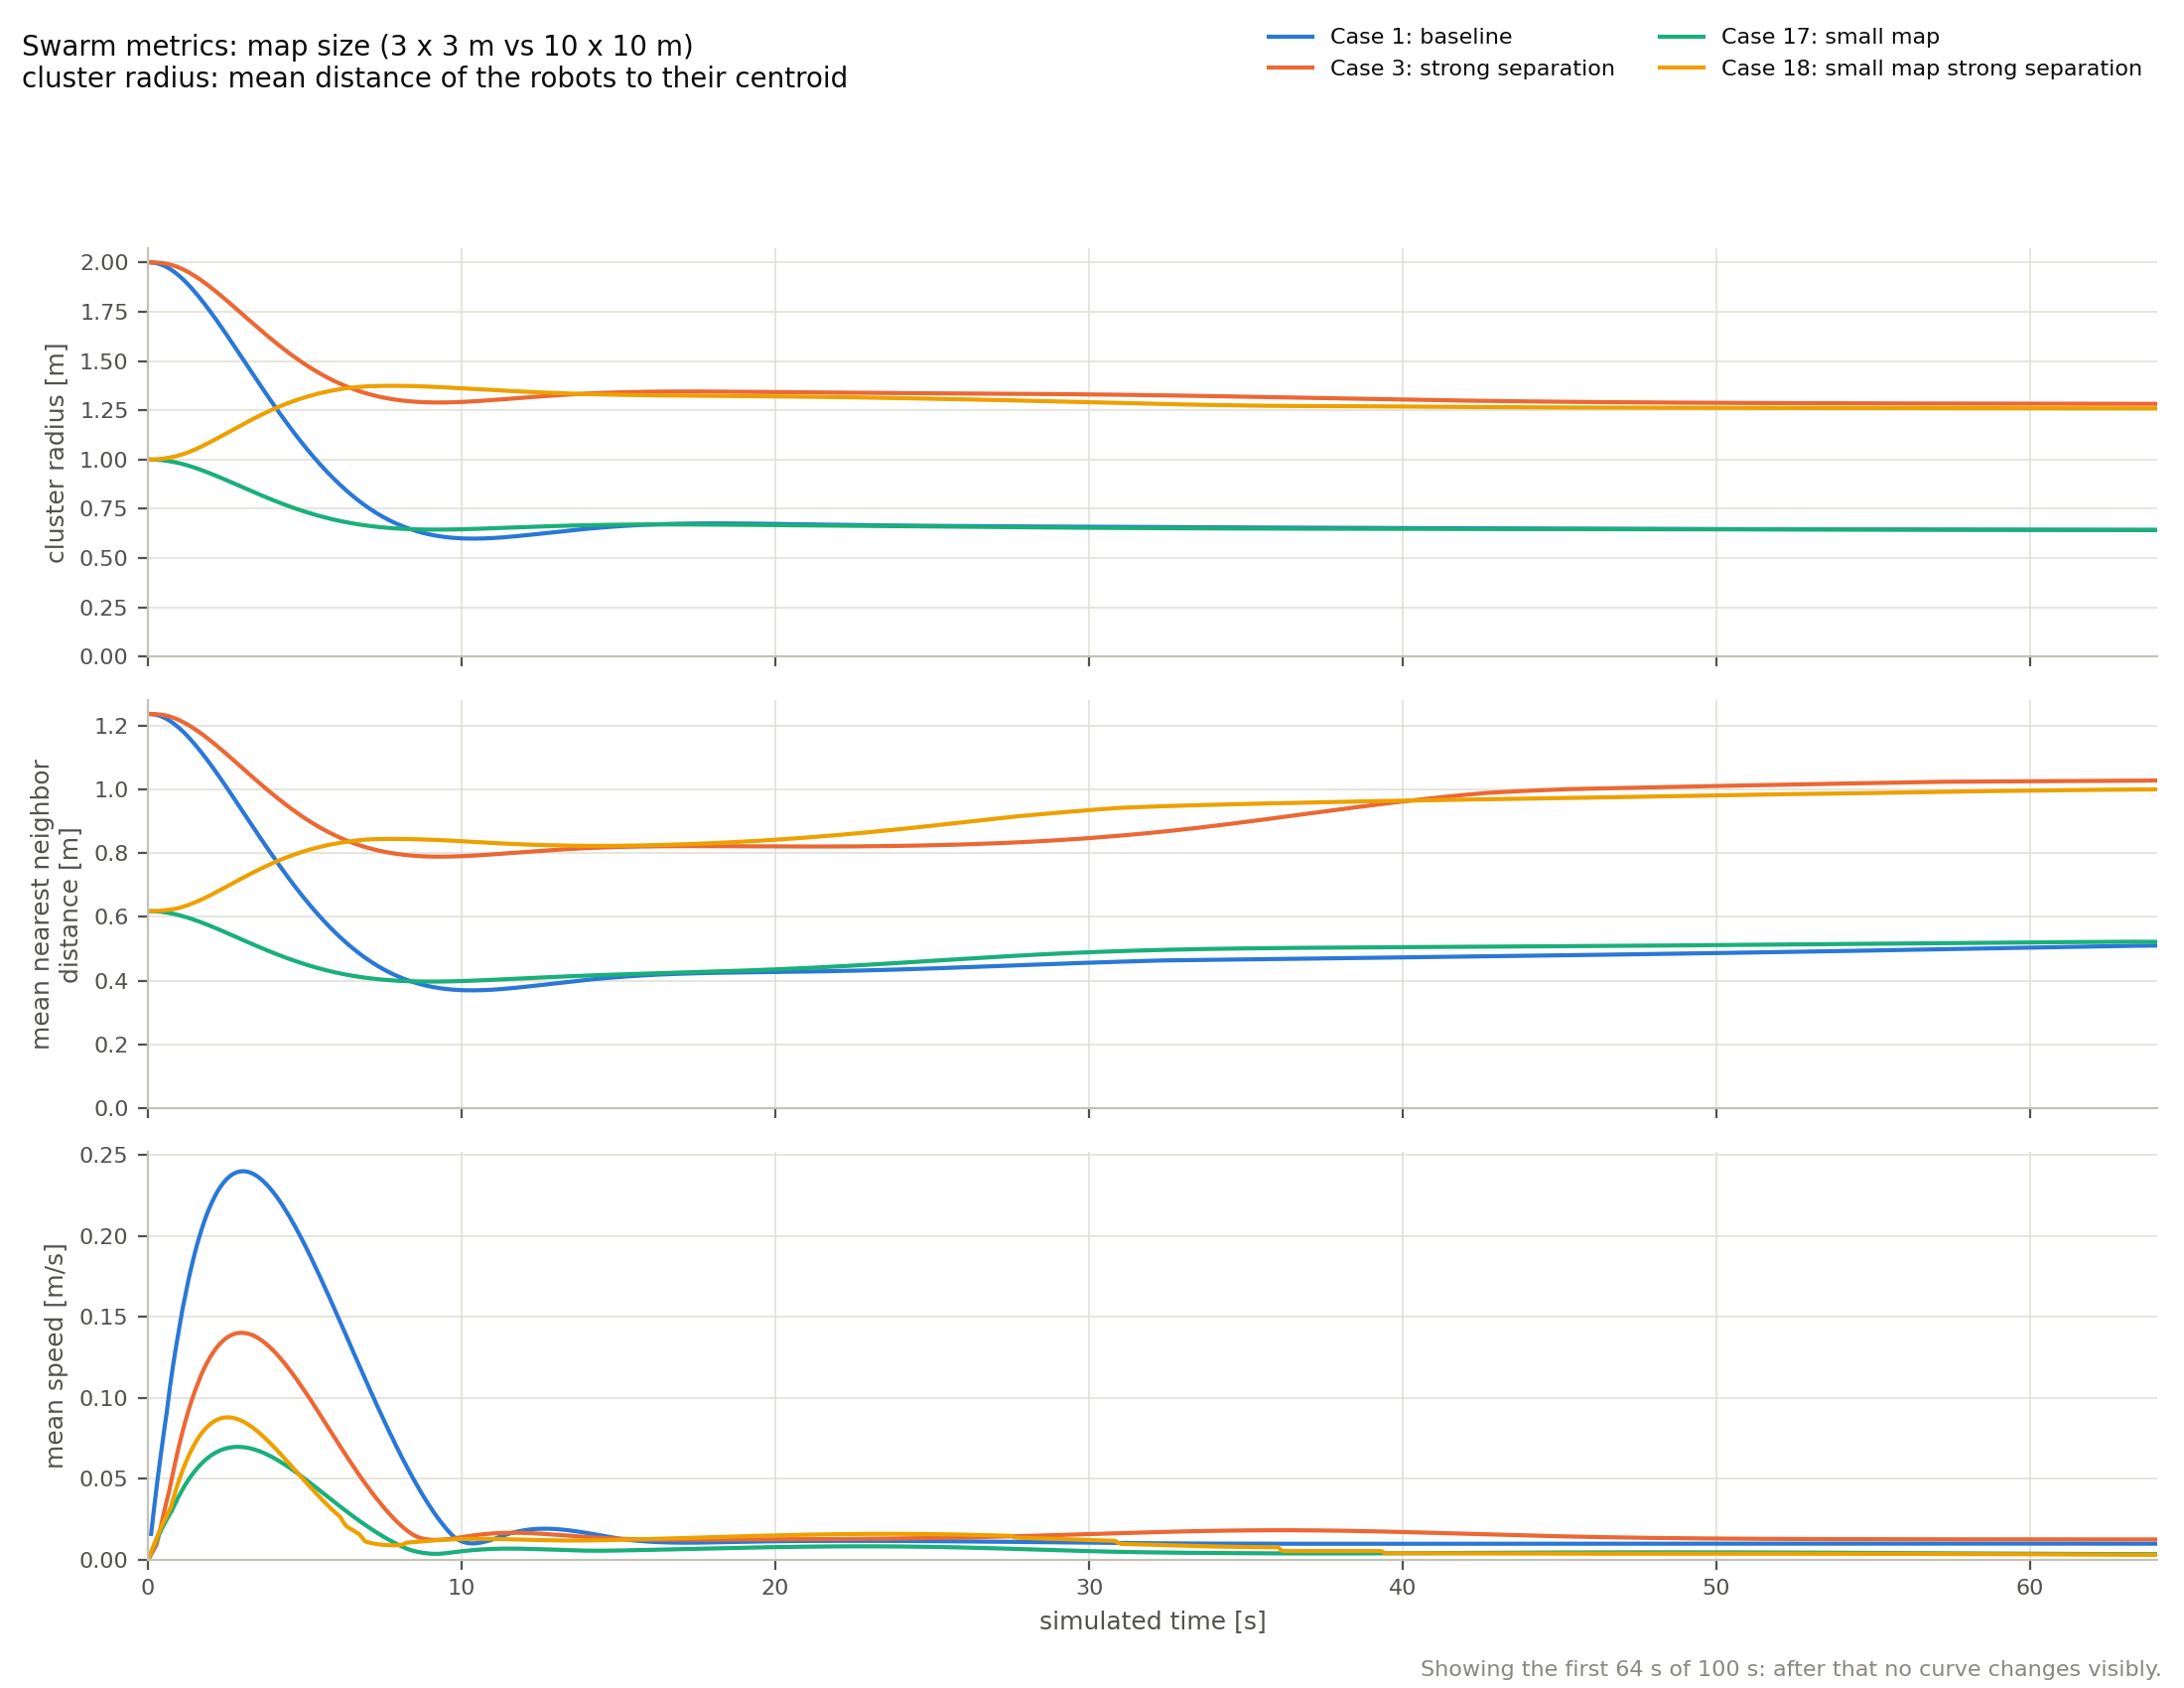 Swarm metrics: map size (3 x 3 m vs 10 x 10 m)
cluster radius: mean distance of the robots to their centroid
Case 1: baseline
Case 3: strong separation
Case 17: small map
Case 18: small map strong separation
cluster radius [m]
2.00
1.75
1.50
1.25
1.00
0.75
0.50
0.25
0.00
mean nearest neighbor
distance [m]
1.2
1.0
0.8
0.6
0.4
0.2
0.0
mean speed [m/s]
0.25
0.20
0.15
0.10
0.05
0.00
0 10 20 30 40 50 60
simulated time [s]
Showing the first 64 s of 100 s: after that no curve changes visibly.